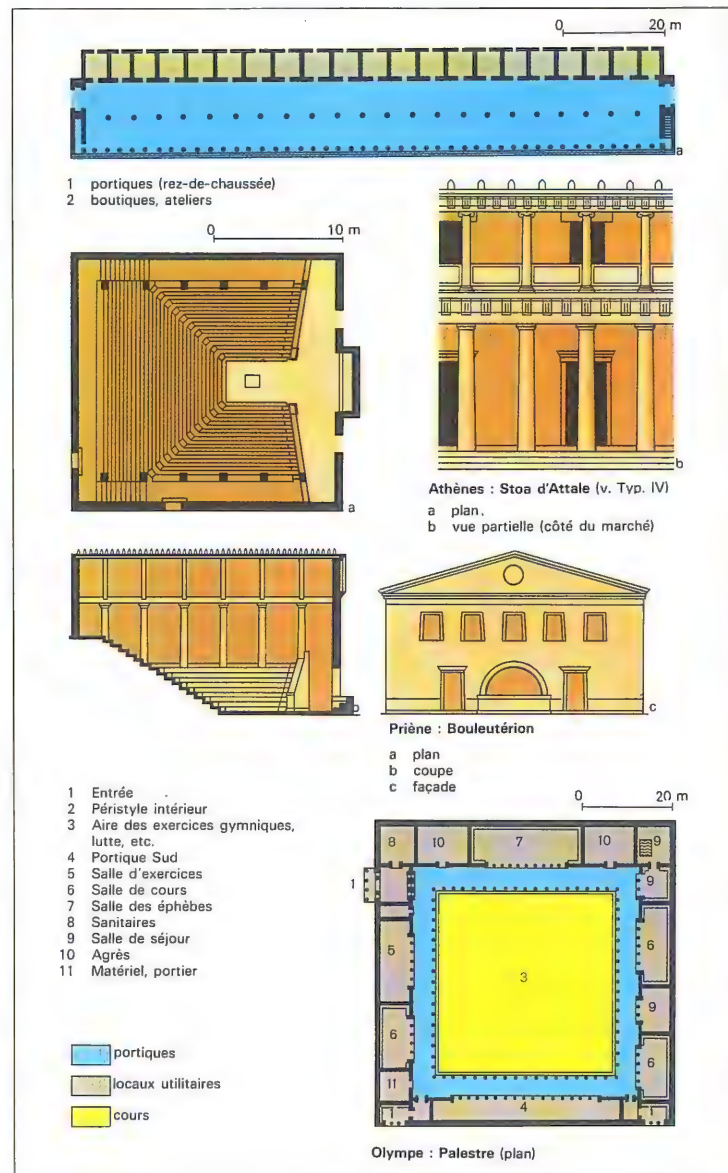 0 20 m
a
1 portiques (rez-de-chaussée)
2 boutiques, ateliers
0 10 m
a
b
Athènes : Stoa d'Attale (v. Typ. IV)
a plan.
b vue partielle (côté du marché)
b
c
Priène : Bouleutérion
a plan
b coupe
c façade
1 Entrée
2 Péristyle intérieur
3 Aire des exercices gymniques,
lutte, etc.
4 Portique Sud
5 Salle d'exercices
6 Salle de cours
7 Salle des éphèbes
8 Sanitaires
9 Salle de séjour
10 Agrès
11 Matériel, portier
portiques
locaux utilitaires
cours
0 20 m
8 10 7 10 9
1 9
5 6
3
9
6 6
11
1 4 1
Olympe : Palestre (plan)